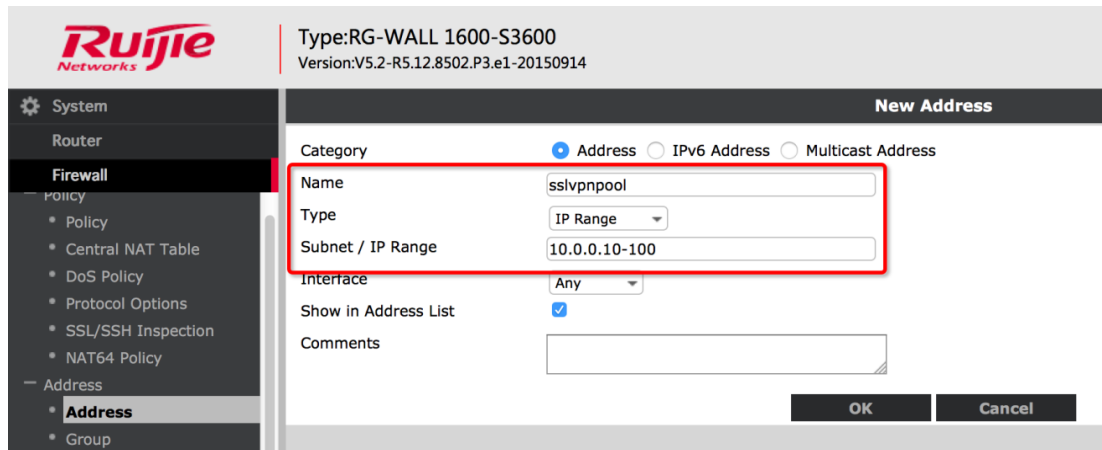 Ruijie
Networks
Type:RG-WALL 1600-S3600
Version:V5.2-R5.12.8502.P3.e1-20150914
System
Router
Firewall
Policy
Policy
Central NAT Table
DoS Policy
Protocol Options
SSL/SSH Inspection
NAT64 Policy
Address
Address
Group
New Address
Category Address IPv6 Address Multicast Address
Name sslvpnpool
Type IP Range
Subnet / IP Range 10.0.0.10-100
Interface Any
Show in Address List
Comments
OK Cancel